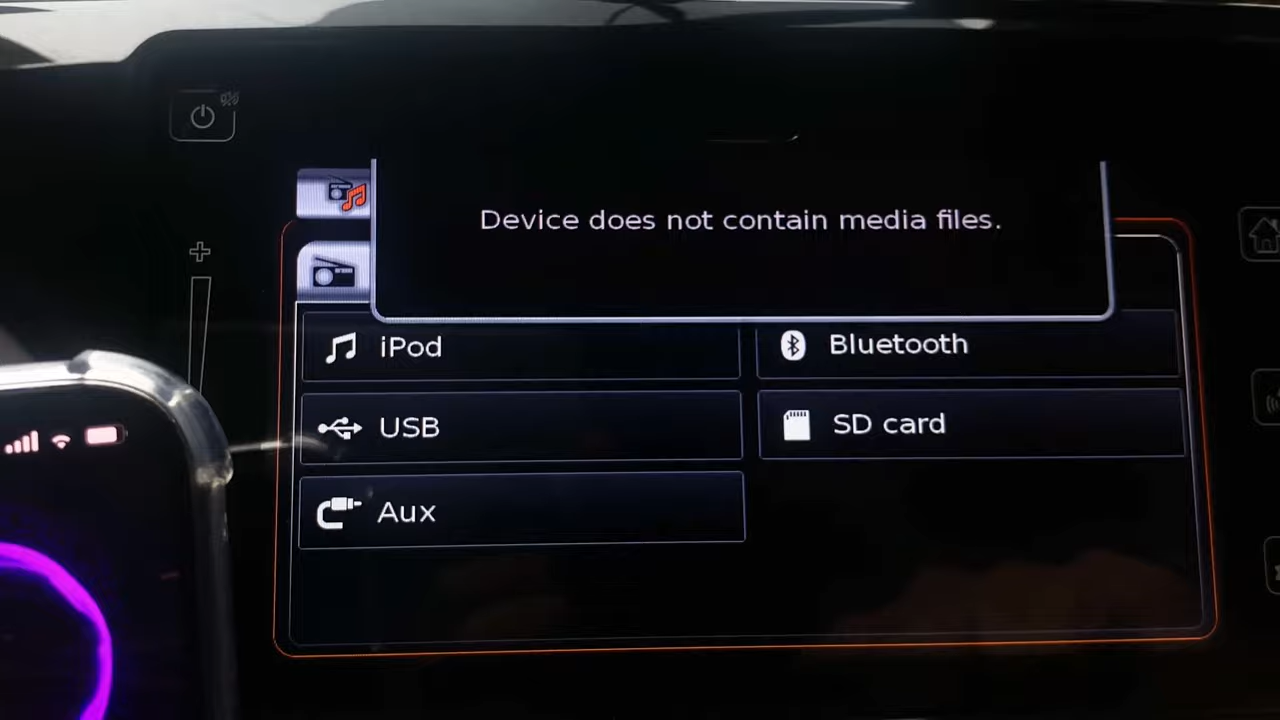 Device does not contain media files.
iPod
Bluetooth
USB
SD card
Aux